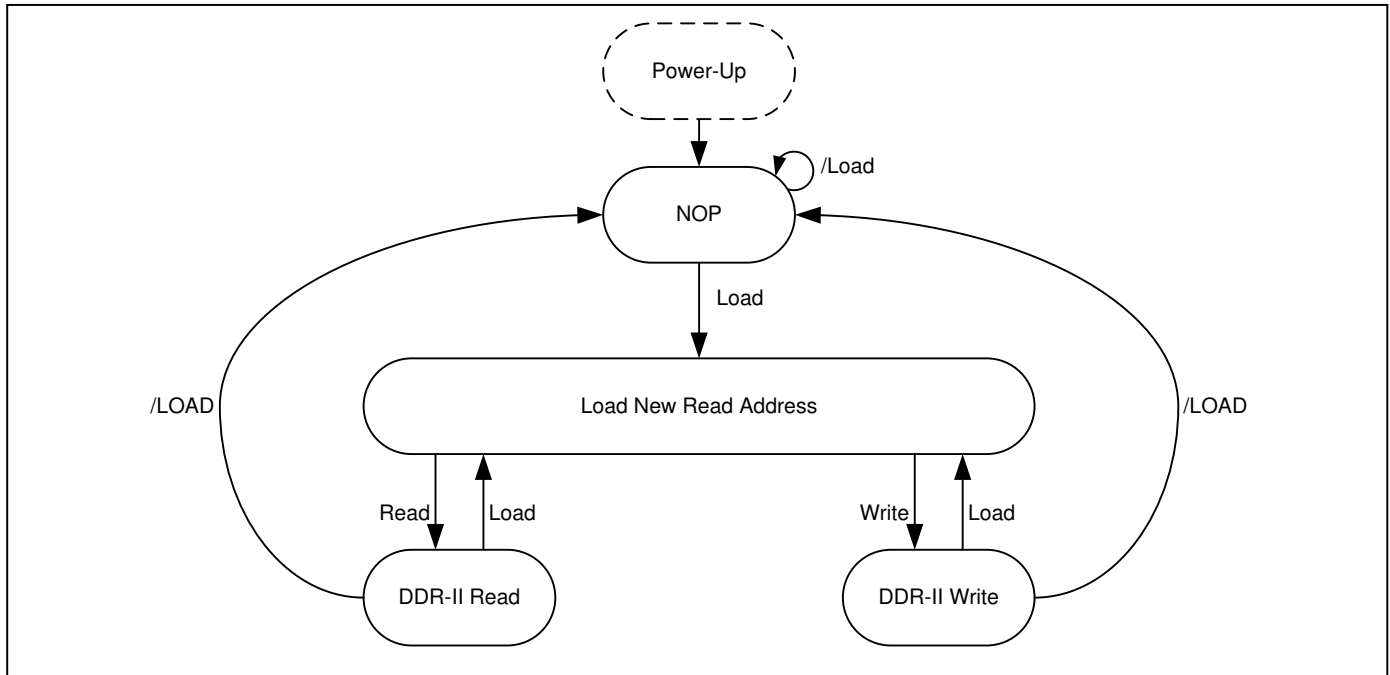 Power-Up
/Load
NOP
Load
/LOAD
Load New Read Address
/LOAD
Read
Load
Write
Load
DDR-II Read
DDR-II Write